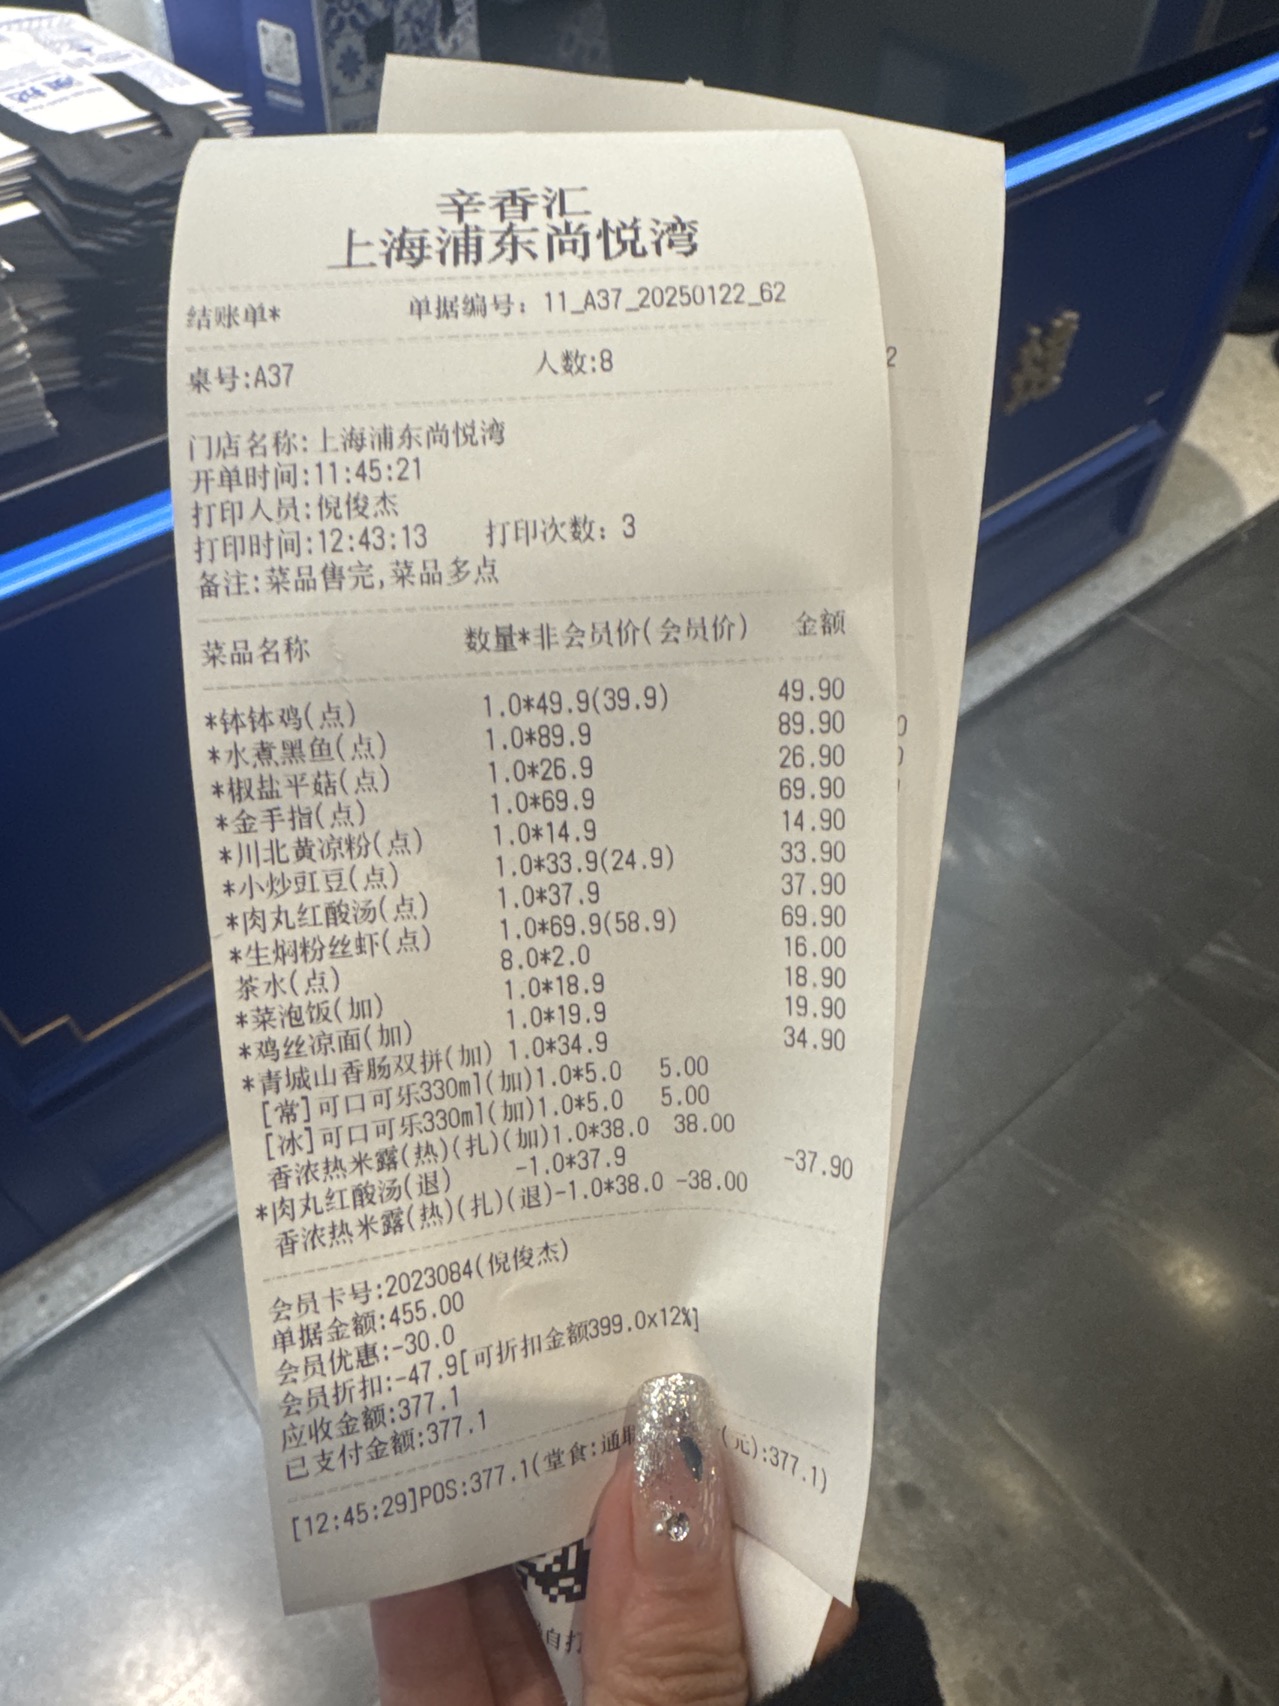 辛香汇
上海浦东尚悦湾
结账单* 单据编号: 11_A37_20250122_62
桌号:A37 人数:8
门店名称:上海浦东尚悦湾
开单时间:11:45:21
打印人员:倪俊杰
打印时间:12:43:13 打印次数: 3
备注:菜品售完,菜品多点
菜品名称 数量*非会员价(会员价) 金额
*钵钵鸡(点) 1.0*49.9(39.9) 49.90
*水煮黑鱼(点) 1.0*89.9 89.90
*椒盐平菇(点) 1.0*26.9 26.90
*金手指(点) 1.0*69.9 69.90
*川北黄凉粉(点) 1.0*14.9 14.90
*小炒豇豆(点) 1.0*33.9(24.9) 33.90
*肉丸红酸汤(点) 1.0*37.9 37.90
*生焖粉丝虾(点) 1.0*69.9(58.9) 69.90
茶水(点) 8.0*2.0 16.00
*菜泡饭(加) 1.0*18.9 18.90
*鸡丝凉面(加) 1.0*19.9 19.90
*青城山香肠双拼(加) 1.0*34.9 34.90
[常]可口可乐330ml(加)1.0*5.0 5.00
[冰]可口可乐330ml(加)1.0*5.0 5.00
香浓热米露(热)(扎)(加)1.0*38.0 38.00
*肉丸红酸汤(退) -1.0*37.9 -37.90
香浓热米露(热)(扎)(退)-1.0*38.0 -38.00
会员卡号:2023084(倪俊杰)
单据金额:455.00
会员优惠:-30.0
会员折扣:-47.9[可折扣金额399.0x12%]
应收金额:377.1
已支付金额:377.1
[12:45:29]POS:377.1(堂食:通联 (元):377.1)
自打
2